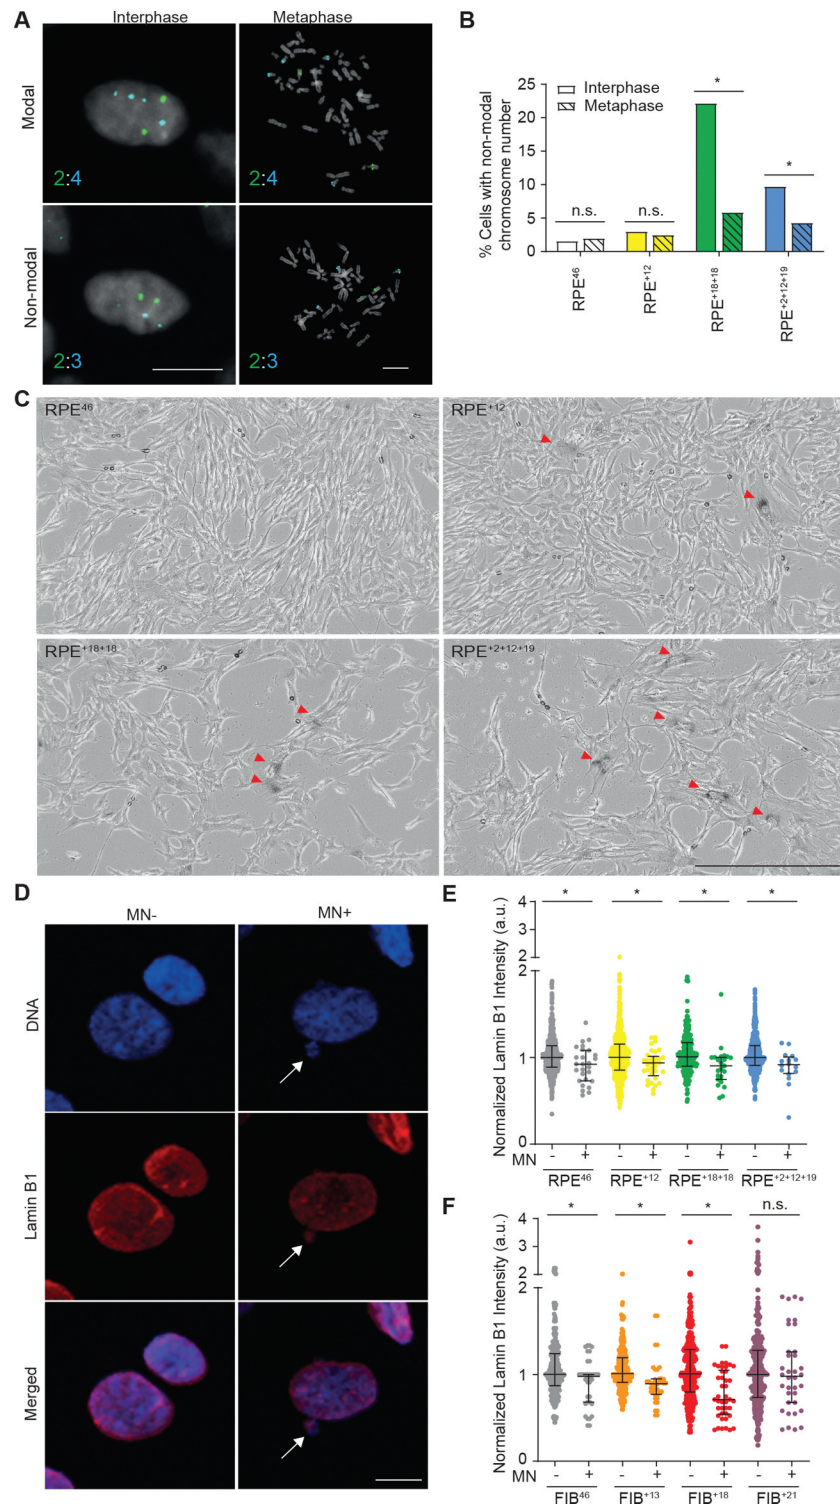 A
Interphase
Metaphase
Modal
2:4
2:4
Non-modal
2:3
2:3
B
% Cells with non-modal
chromosome number
25
20
15
10
5
0
Interphase
Metaphase
n.s.
n.s.
*
*
RPE46
RPE+12
RPE+18+18
RPE+2+12+19
C
RPE46
RPE+12
RPE+18+18
RPE+2+12+19
D
MN-
MN+
DNA
Lamin B1
Merged
E
Normalized Lamin B1 Intensity (a.u.)
4
3
2
2
1
0
* * * *
MN - + - + - + - +
RPE46 RPE+12 RPE+18+18 RPE+2+12+19
F
Normalized Lamin B1 Intensity (a.u.)
4
3
2
2
1
0
* * * n.s.
MN - + - + - + - +
FIB46 FIB+13 FIB+18 FIB+21